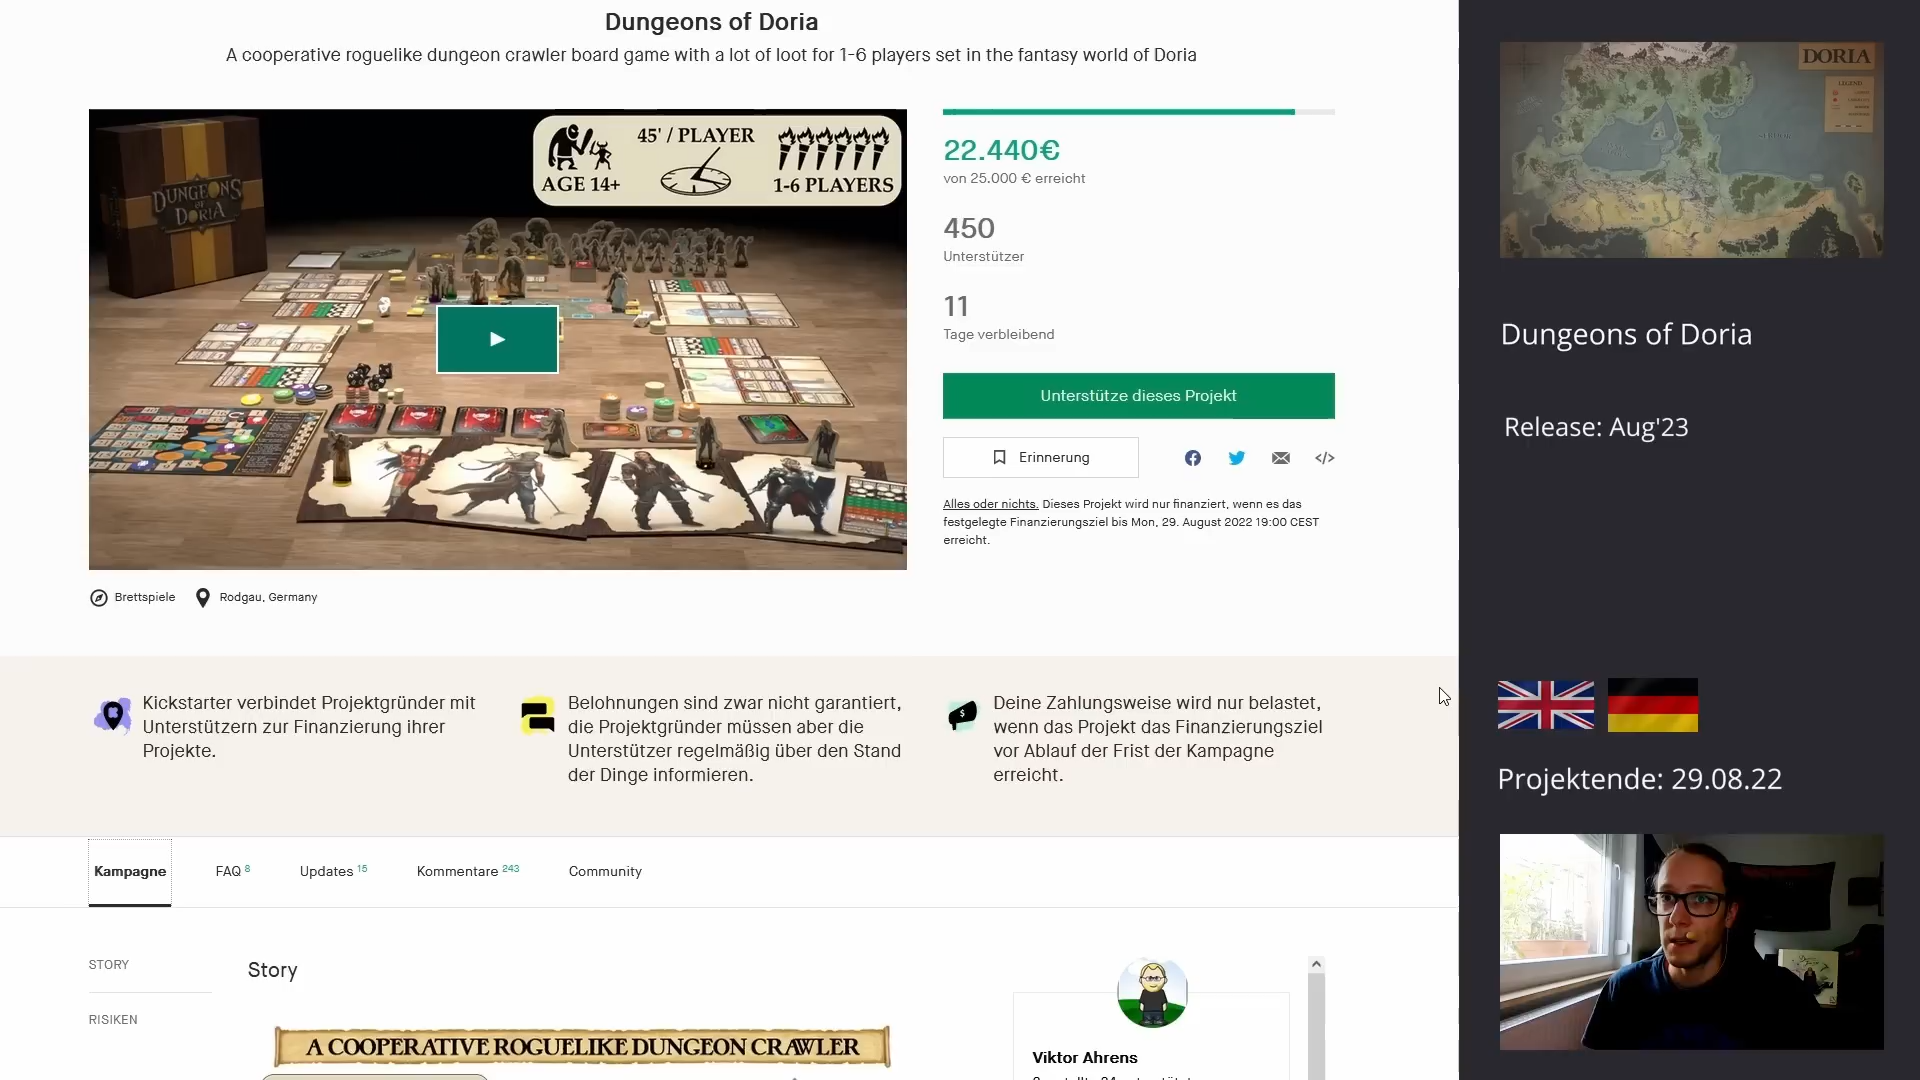 Dungeons of Doria
A cooperative roguelike dungeon crawler board game with a lot of loot for 1-6 players set in the fantasy world of Doria
DUNGEONS
OF
DORIA
45' / PLAYER
AGE 14+
1-6 PLAYERS
22.440€
von 25.000 € erreicht
450
Unterstützer
11
Tage verbleibend
Unterstütze dieses Projekt
Erinnerung
Alles oder nichts. Dieses Projekt wird nur finanziert, wenn es das
festgelegte Finanzierungsziel bis Mon, 29. August 2022 19:00 CEST
erreicht.
Brettspiele
Rodgau, Germany
Kickstarter verbindet Projektgründer mit
Unterstützern zur Finanzierung ihrer
Projekte.
Belohnungen sind zwar nicht garantiert,
die Projektgründer müssen aber die
Unterstützer regelmäßig über den Stand
der Dinge informieren.
Deine Zahlungsweise wird nur belastet,
wenn das Projekt das Finanzierungsziel
vor Ablauf der Frist der Kampagne
erreicht.
Kampagne
FAQ 8
Updates 15
Kommentare 243
Community
STORY
RISIKEN
Story
A COOPERATIVE ROGUELIKE DUNGEON CRAWLER
Viktor Ahrens
DORIA
LEGEND
Dungeons of Doria
Release: Aug'23
Projektende: 29.08.22